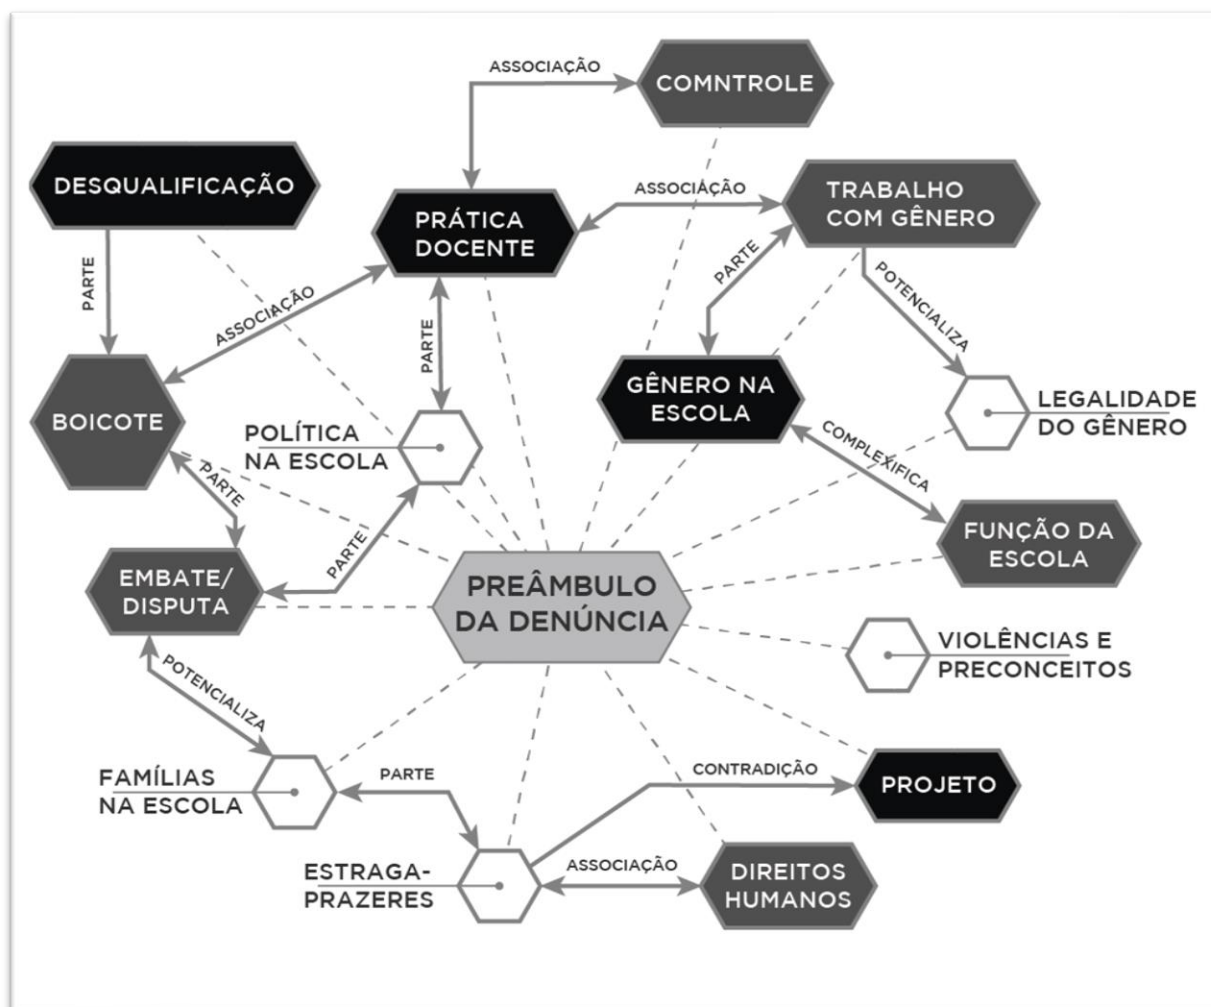 ASSOCIAÇÃO
COMNTROLE
DESQUALIFICAÇÃO
PRÁTICA
DOCENTE
ASSOCIAÇÃO
TRABALHO
COM GÊNERO
PARTE
ASSOCIAÇÃO
PARTE
PARTE
POTENCIALIZA
BOICOTE
POLÍTICA
NA ESCOLA
GÊNERO NA
ESCOLA
LEGALIDADE
DO GÊNERO
PARTE
COMPLEXIFICA
PARTE
EMBATE/
DISPUTA
PREÂMBULO
DA DENÚNCIA
FUNÇÃO DA
ESCOLA
VIOLÊNCIAS E
PRECONCEITOS
POTENCIALIZA
FAMÍLIAS
NA ESCOLA
PARTE
CONTRADIÇÃO
PROJETO
ESTRAGA-
PRAZERES
ASSOCIAÇÃO
DIREITOS
HUMANOS